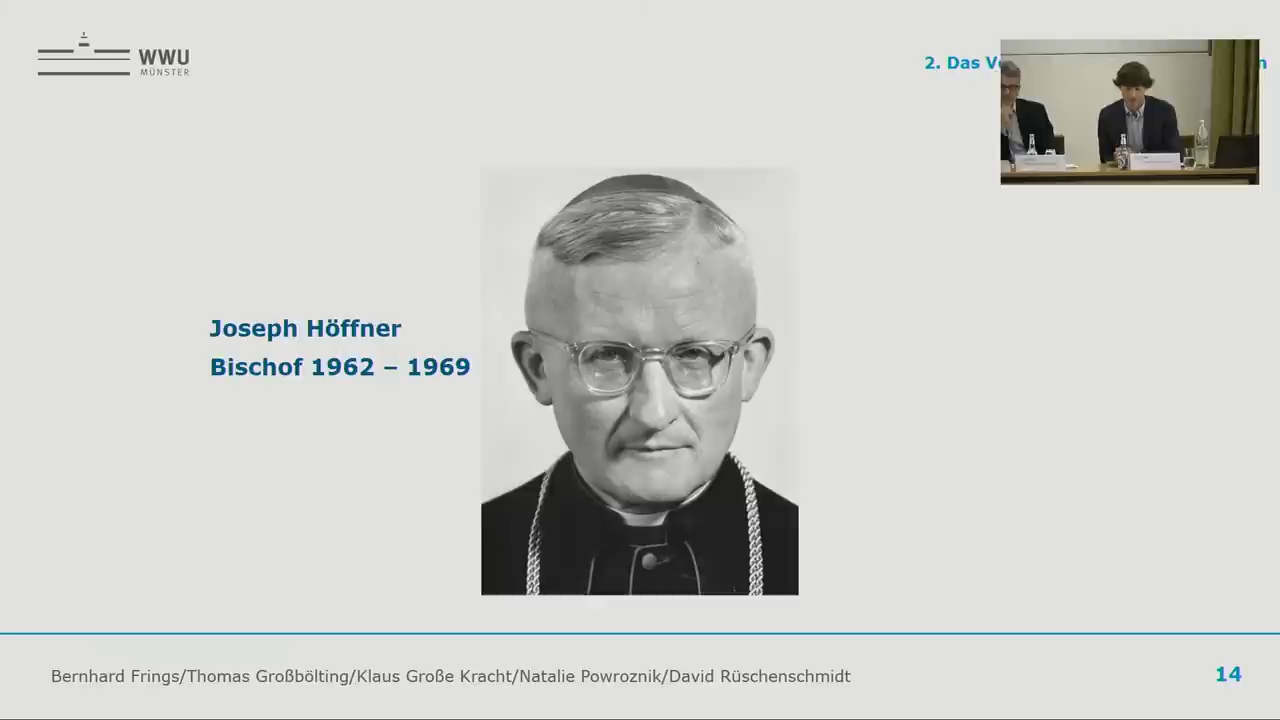 WWU
MÜNSTER
2. Das
Joseph Höffner
Bischof 1962 – 1969
Bernhard Frings/Thomas Großbölting/Klaus Große Kracht/Natalie Powroznik/David Rüschenschmidt
14